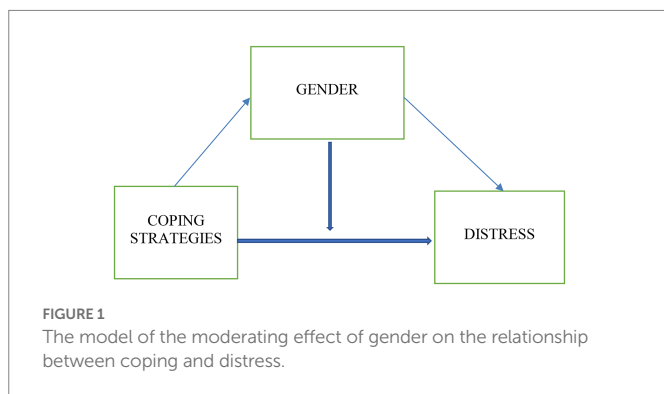 GENDER
COPING
STRATEGIES
DISTRESS
FIGURE 1
The model of the moderating effect of gender on the relationship
between coping and distress.